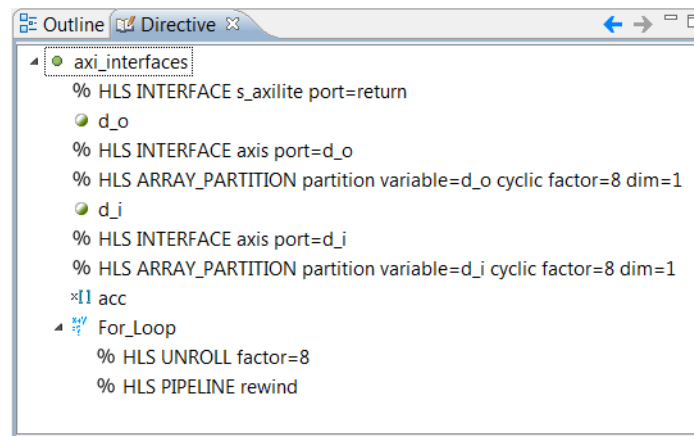 Outline Directive
axi_interfaces
% HLS INTERFACE s_axilite port=return
d_o
% HLS INTERFACE axis port=d_o
% HLS ARRAY_PARTITION partition variable=d_o cyclic factor=8 dim=1
d_i
% HLS INTERFACE axis port=d_i
% HLS ARRAY_PARTITION partition variable=d_i cyclic factor=8 dim=1
×[] acc
For_Loop
% HLS UNROLL factor=8
% HLS PIPELINE rewind